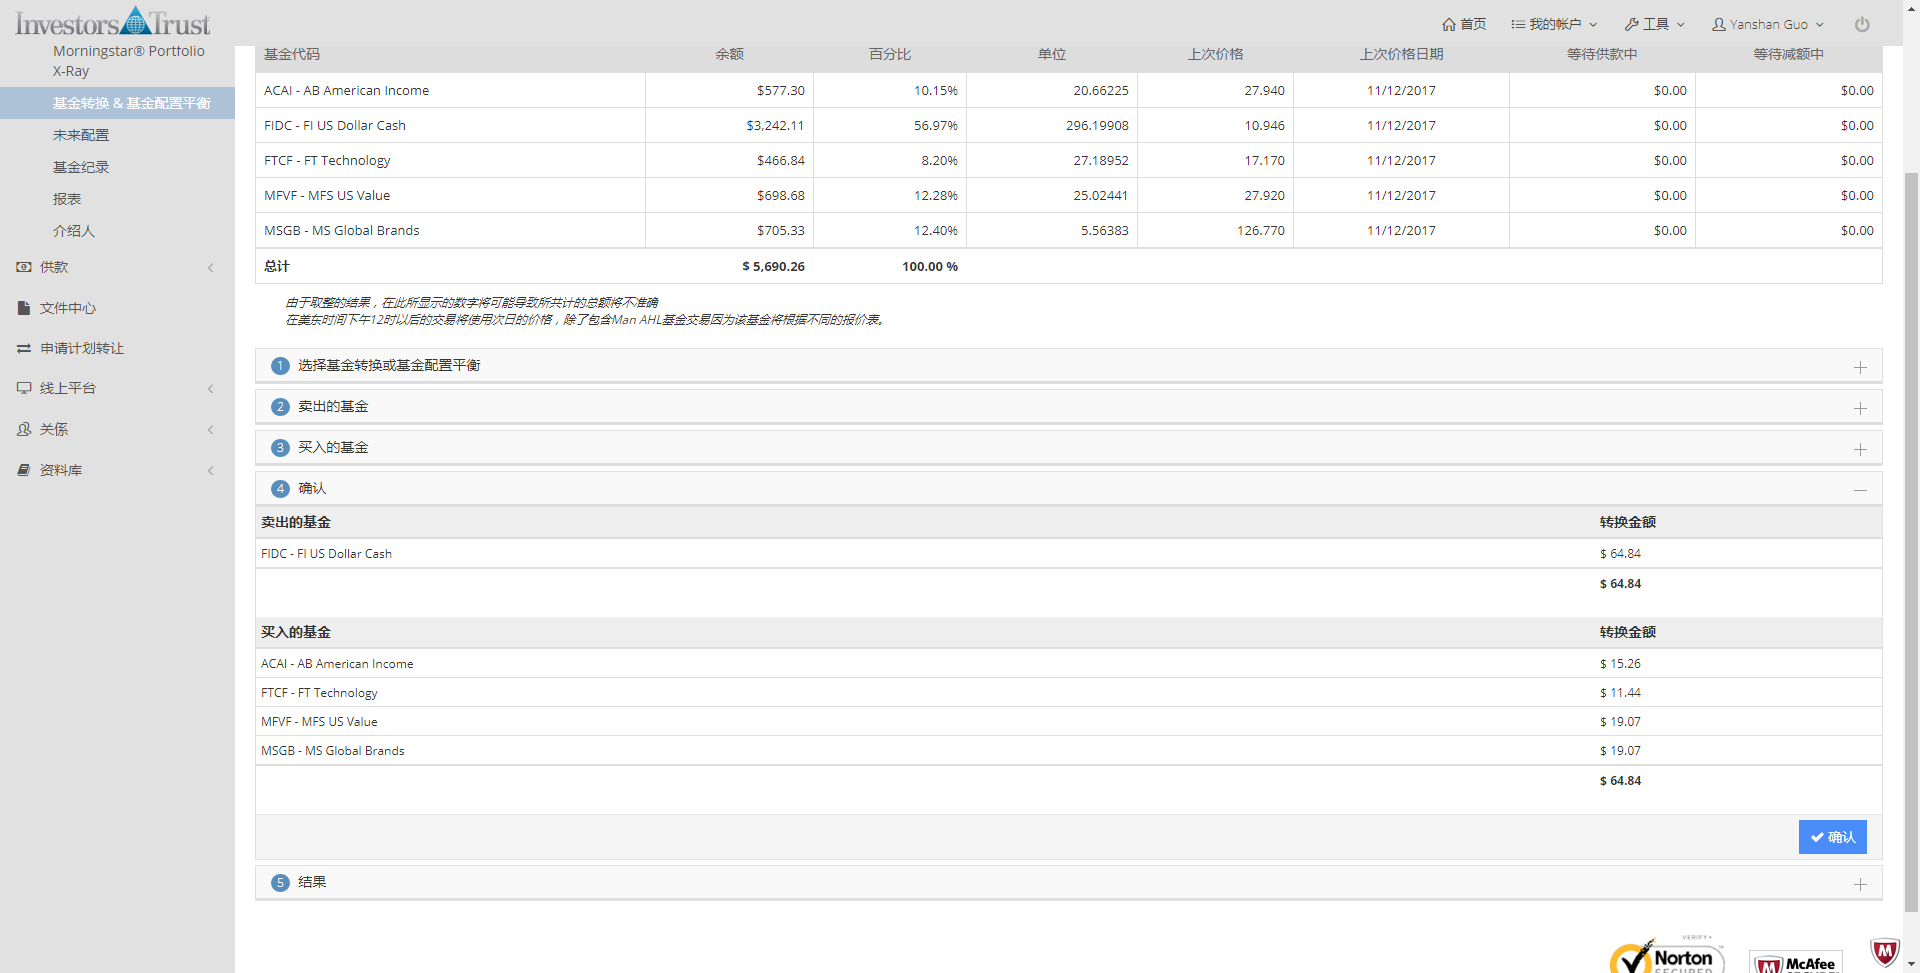 Investors Trust
首页
我的帐户
工具
Yanshan Guo
Morningstar® Portfolio
X-Ray
基金转换 & 基金配置平衡
未来配置
基金纪录
报表
介绍人
供款
文件中心
申请计划转让
线上平台
关係
资料库
基金代码 余额 百分比 单位 上次价格 上次价格日期 等待供款中 等待减额中
ACAI - AB American Income $577.30 10.15% 20.66225 27.940 11/12/2017 $0.00 $0.00
FIDC - FI US Dollar Cash $3,242.11 56.97% 296.19908 10.946 11/12/2017 $0.00 $0.00
FTCF - FT Technology $466.84 8.20% 27.18952 17.170 11/12/2017 $0.00 $0.00
MFVF - MFS US Value $698.68 12.28% 25.02441 27.920 11/12/2017 $0.00 $0.00
MSGB - MS Global Brands $705.33 12.40% 5.56383 126.770 11/12/2017 $0.00 $0.00
总计 $ 5,690.26 100.00 %
由于取整的结果，在此所显示的数字将可能导致所共计的总额将不准确
在美东时间下午12时以后的交易将使用次日的价格，除了包含Man AHL基金交易因为该基金将根据不同的报价表。
1 选择基金转换或基金配置平衡
2 卖出的基金
3 买入的基金
4 确认
卖出的基金 转换金额
FIDC - FI US Dollar Cash $ 64.84
$ 64.84
买入的基金 转换金额
ACAI - AB American Income $ 15.26
FTCF - FT Technology $ 11.44
MFVF - MFS US Value $ 19.07
MSGB - MS Global Brands $ 19.07
$ 64.84
确认
5 结果
VERIFY
Norton
SECURED
McAfee